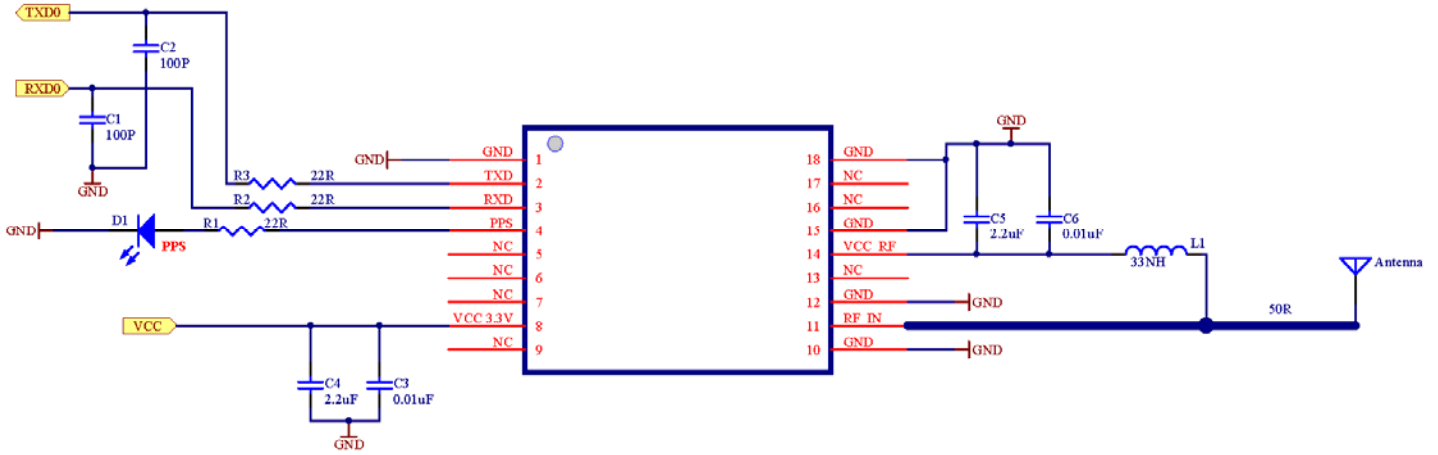 TXD0
C2
100P
RXD0
C1
100P
GND
R3 22R
R2 22R
GND D1 R1 22R
PPS
VCC
C4
2.2uF
C3
0.01uF
GND
GND GND 1
TXD 2
RXD 3
PPS 4
NC 5
NC 6
NC 7
VCC 3.3V 8
NC 9
18 GND
17 NC
16 NC
15 GND
14 VCC_RF
13 NC
12 GND GND
11 RF_IN
10 GND GND
GND
C5
2.2uF
C6
0.01uF
L1
33NH
50R
Antenna